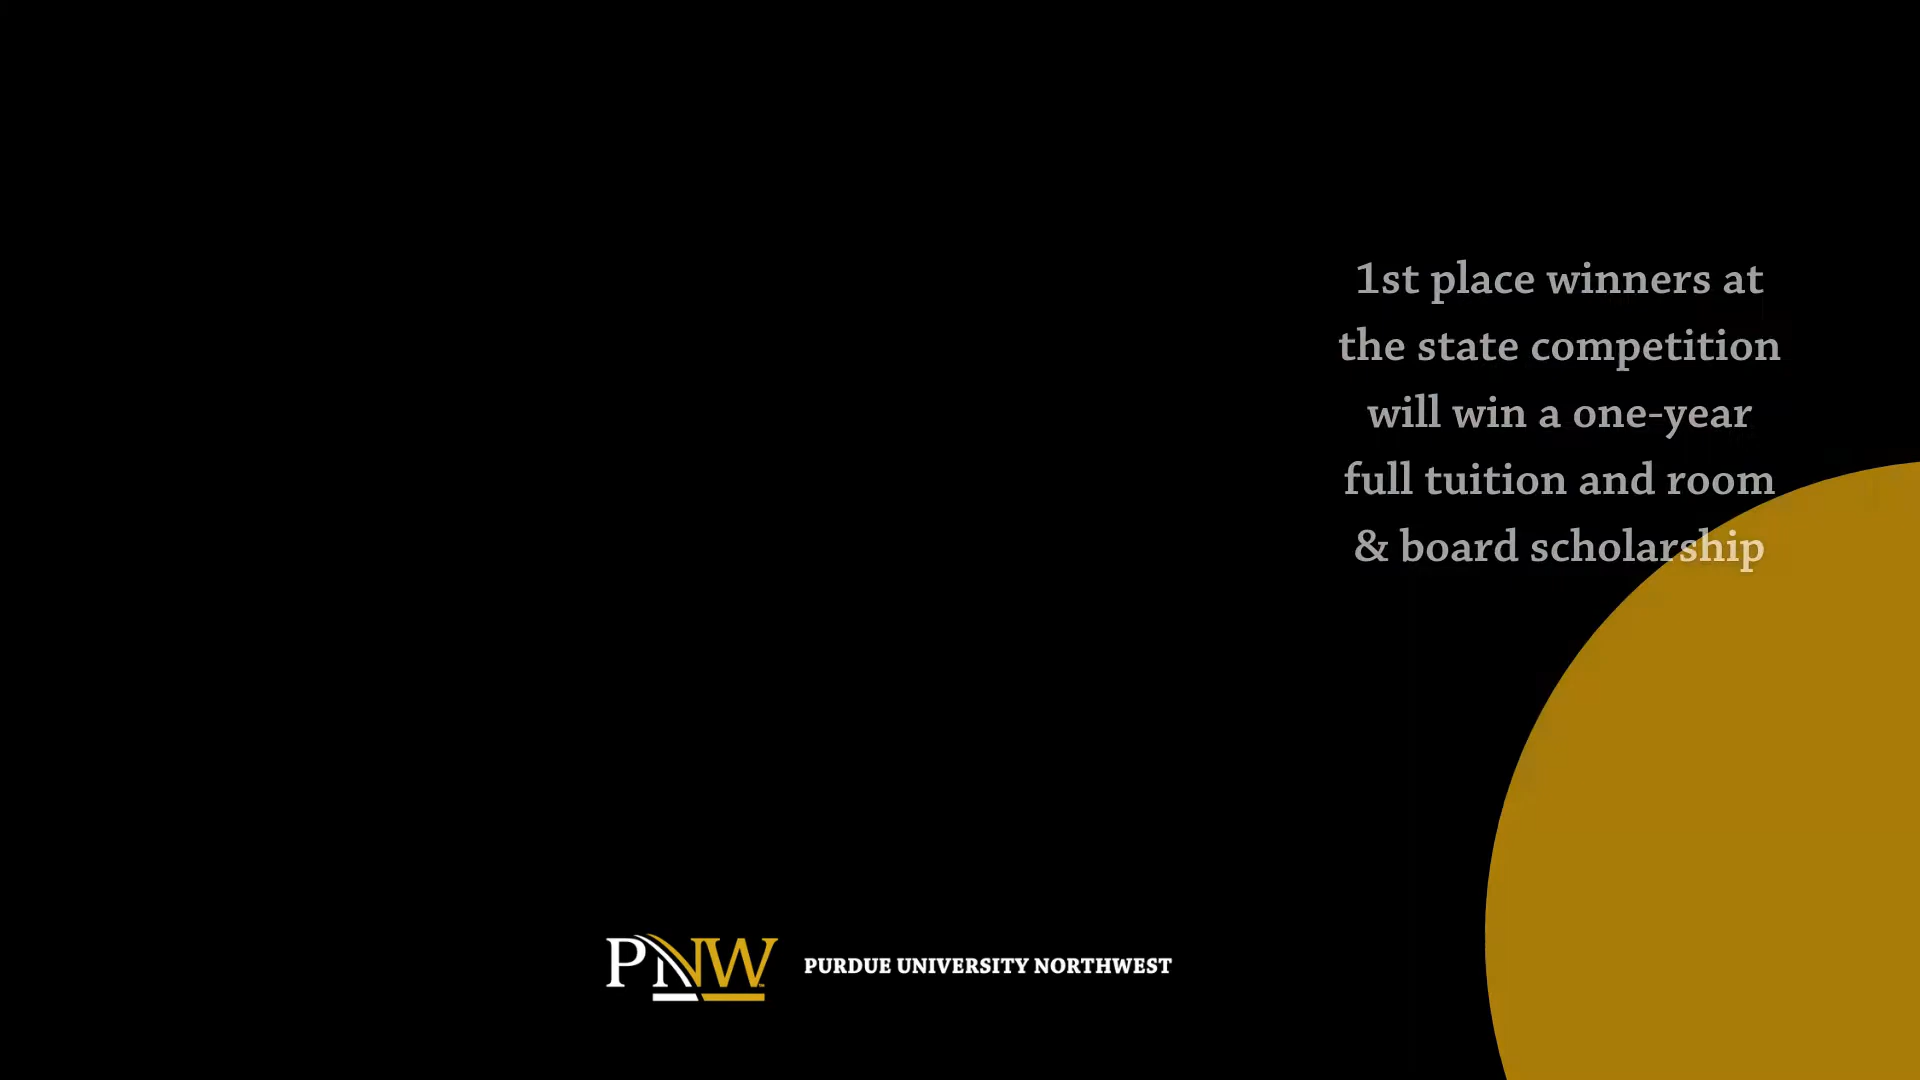 1st place winners at
the state competition
will win a one-year
full tuition and room
& board scholarship
PNW PURDUE UNIVERSITY NORTHWEST